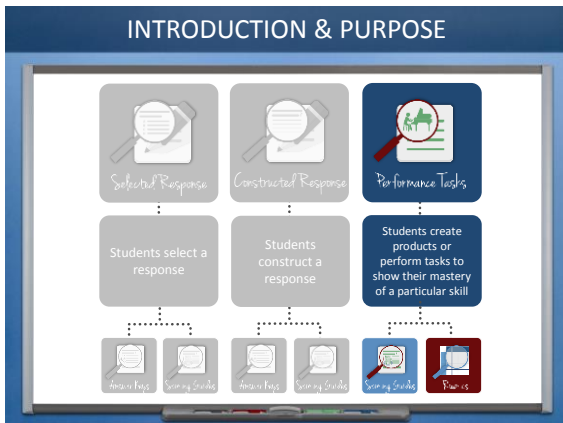 INTRODUCTION & PURPOSE
Selected Response
Constructed Response
Performance Tasks
Students select a
response
Students
construct a
response
Students create
products or
perform tasks to
show their mastery
of a particular skill
Answer Keys
Scoring Guides
Answer Keys
Scoring Guides
Scoring Guides
Rubrics